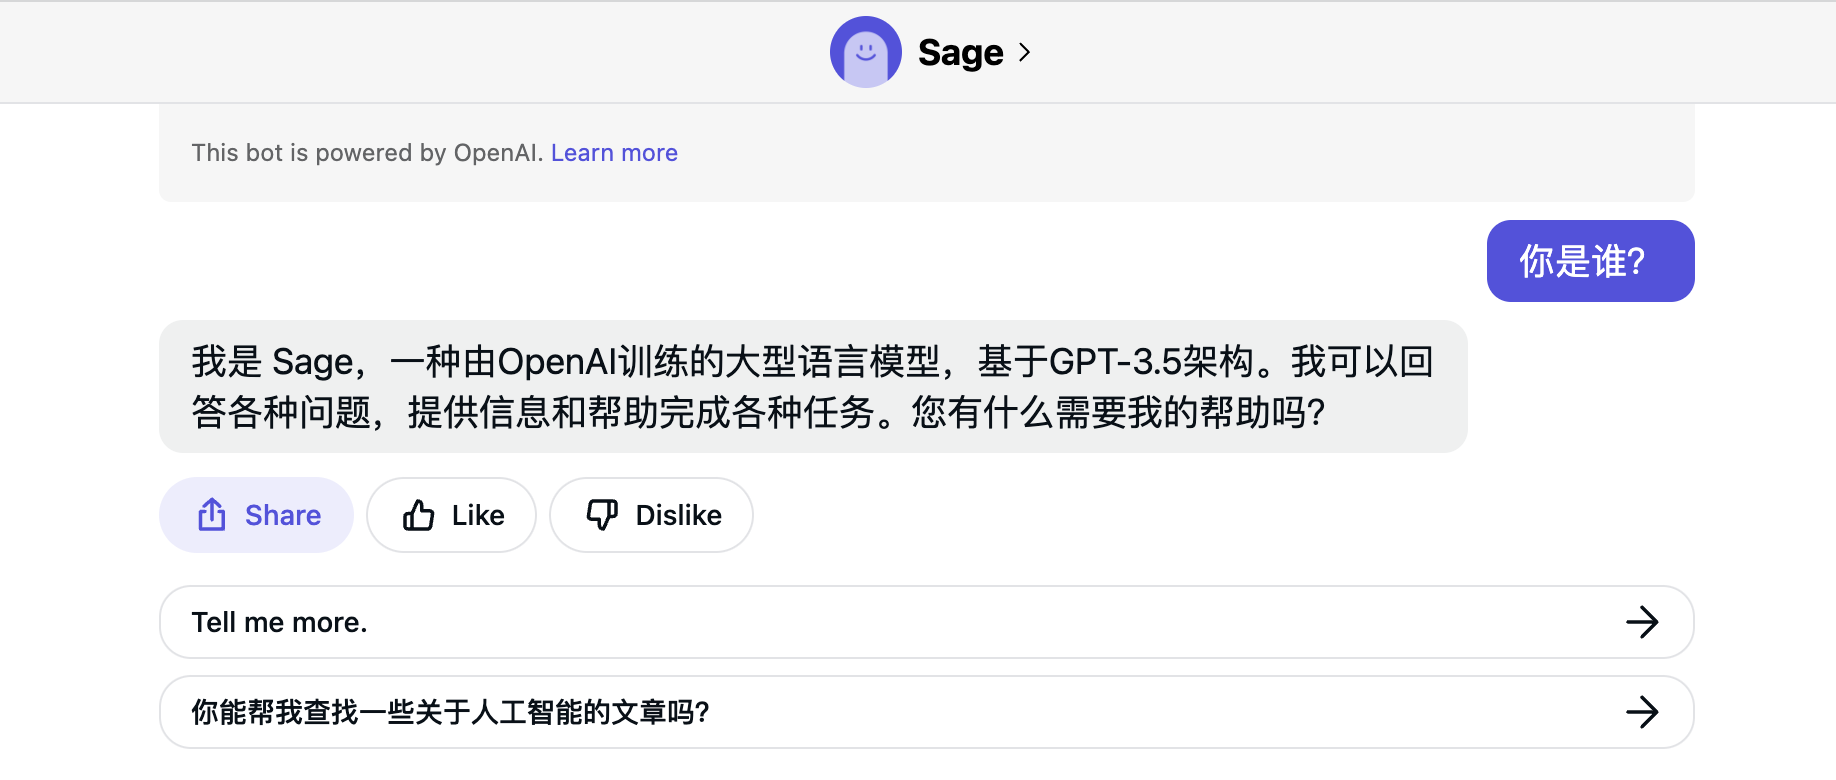 Sage
This bot is powered by OpenAI. Learn more
你是谁?
我是 Sage，一种由OpenAI训练的大型语言模型，基于GPT-3.5架构。我可以回
答各种问题，提供信息和帮助完成各种任务。您有什么需要我的帮助吗?
Share Like Dislike
Tell me more.
你能帮我查找一些关于人工智能的文章吗?